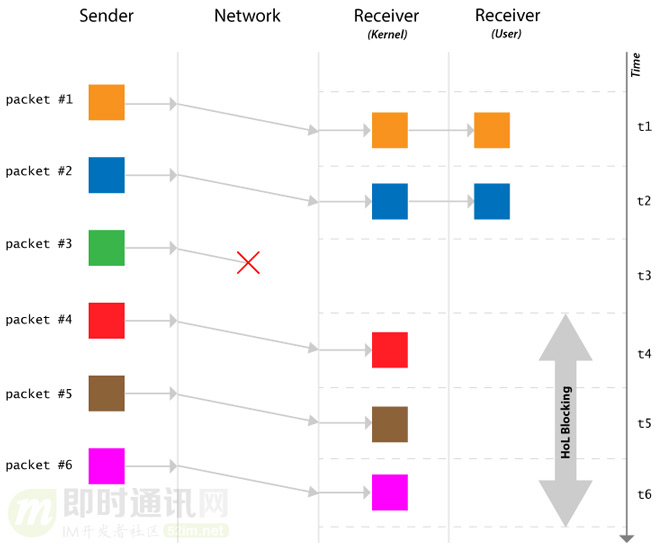 Sender
Network
Receiver
(Kernel)
Receiver
(User)
Time
packet #1
t1
packet #2
t2
packet #3
t3
packet #4
t4
packet #5
t5
packet #6
t6
HoL Blocking
即时通讯网
IM开发者社区 52im.net